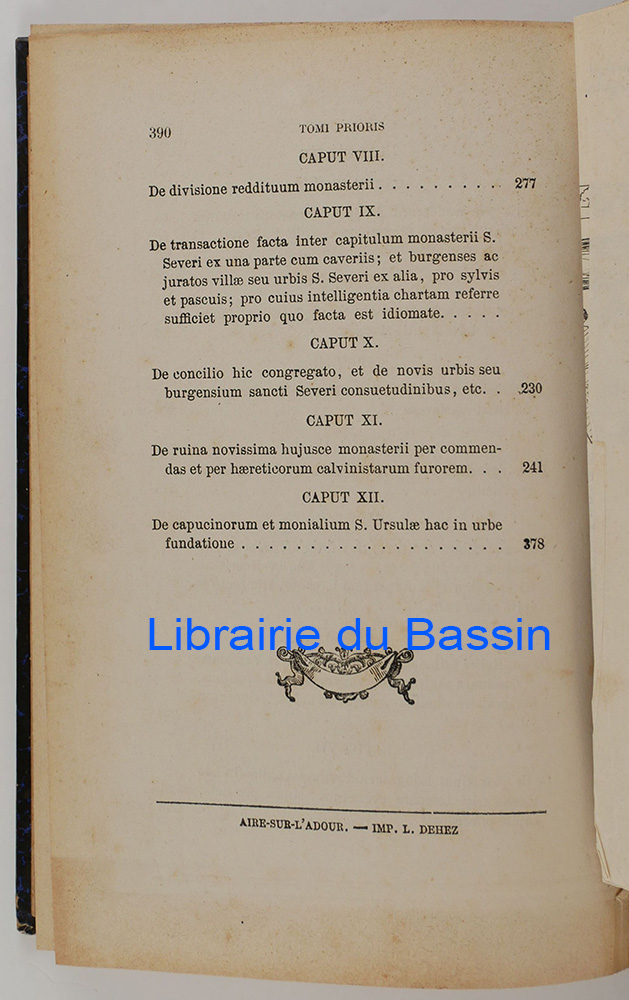 390
TOMI PRIORIS
CAPUT VIII.
De divisione reddituum monasterii . . . . . . . . . 277
CAPUT IX.
De transactione facta inter capitulum monasterii S.
Severi ex una parte cum caveriis; et burgenses ac
juratos villæ seu urbis S. Severi ex alia, pro sylvis
et pascuis; pro cuius intelligentia chartam referre
sufficiet proprio quo facta est idiomate. . . . .
CAPUT X.
De concilio hic congregato, et de novis urbis seu
burgensium sancti Severi consuetudinibus, etc. . 230
CAPUT XI.
De ruina novissima hujusce monasterii per commen-
das et per hæreticorum calvinistarum furorem. . . 241
CAPUT XII.
De capucinorum et monialium S. Ursulæ hac in urbe
fundatioue . . . . . . . . . . . . . . . . . . . . 378
Librairie du Bassin
AIRE-SUR-L'ADOUR. — IMP. L. DEHEZ